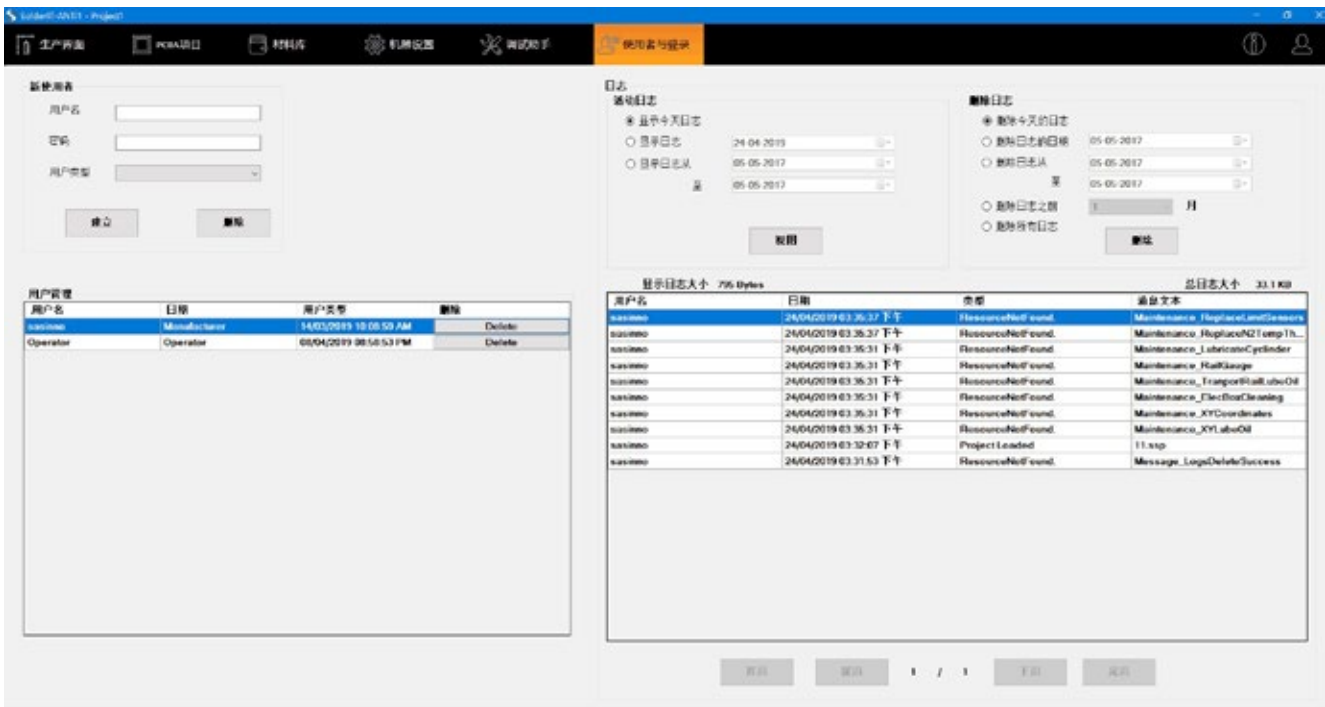 生产界面 PCBA项目 材料库 机械设置 调试助手 使用者与登录
新使用者
用户名
密码
用户类型
建立 删除
日志
活动日志
显示今天日志
显示日志 24-04-2019
显示日志从 05-05-2017
至 05-05-2017
视图
删除日志
删除今天的日志
删除日志的日期 05-05-2017
删除日志从 05-05-2017
至 05-05-2017
删除日志之前 1 月
删除所有日志
删除
用户管理
用户名 日期 用户类型 删除
sasinno Manufacturer 14/03/2019 10:08:50 AM Delete
Operator Operator 08/04/2019 08:58:53 PM Delete
显示日志大小 795 Bytes 总日志大小 33.1 KB
用户名 日期 类型 消息文本
sasinno 24/04/2019 03:35:37 下午 ResourceNotFound. Maintenance_ReplaceLimitSensors
sasinno 24/04/2019 03:35:37 下午 ResourceNotFound. Maintenance_ReplaceN2TempTh...
sasinno 24/04/2019 03:35:31 下午 ResourceNotFound. Maintenance_LubricateCyclinder
sasinno 24/04/2019 03:35:31 下午 ResourceNotFound. Maintenance_RailGauge
sasinno 24/04/2019 03:35:31 下午 ResourceNotFound. Maintenance_TranportRailLubeOil
sasinno 24/04/2019 03:35:31 下午 ResourceNotFound. Maintenance_ElecBoxCleaning
sasinno 24/04/2019 03:35:31 下午 ResourceNotFound. Maintenance_XYCoordinates
sasinno 24/04/2019 03:35:31 下午 ResourceNotFound. Maintenance_XYLubeOil
sasinno 24/04/2019 03:32:07 下午 Project Loaded 11.ssp
sasinno 24/04/2019 03:31:53 下午 ResourceNotFound. Message_LogsDeleteSuccess
1 / 1